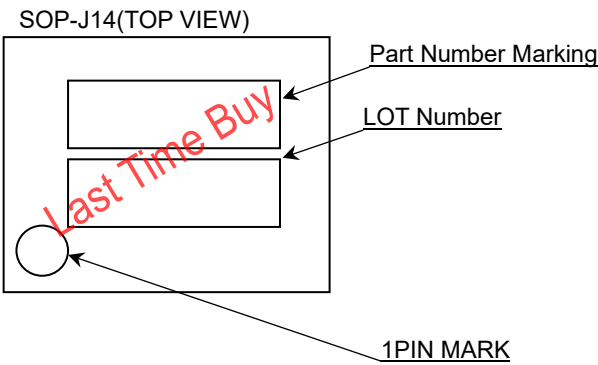 SOP-J14(TOP VIEW)
Part Number Marking
LOT Number
Last Time Buy
1PIN MARK